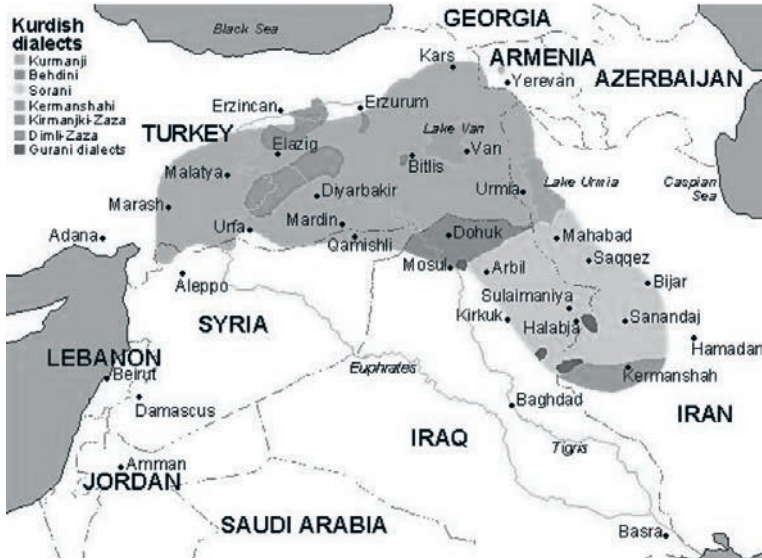 Kurdish
dialects
Kurmanji
Behdini
Sorani
Kermanshahi
Kirmanjki-Zaza
Dimli-Zaza
Gurani dialects
Black Sea
GEORGIA
Kars
ARMENIA
Yerevan
AZERBAIJAN
Erzincan
Erzurum
TURKEY
Elazig
Lake Van
Van
Bitlis
Malatya
Diyarbakir
Urmia
Lake Urmia
Caspian
Sea
Marash
Mardin
Adana
Urfa
Qamishli
Dohuk
Mahabad
Mosul
Arbil
Saqqez
Aleppo
Bijar
Sulaimaniya
SYRIA
Kirkuk
Halabja
Sanandaj
Hamadan
LEBANON
Beirut
Euphrates
Kermanshah
Damascus
Baghdad
IRAN
IRAQ
Tigris
Amman
JORDAN
SAUDI ARABIA
Basra